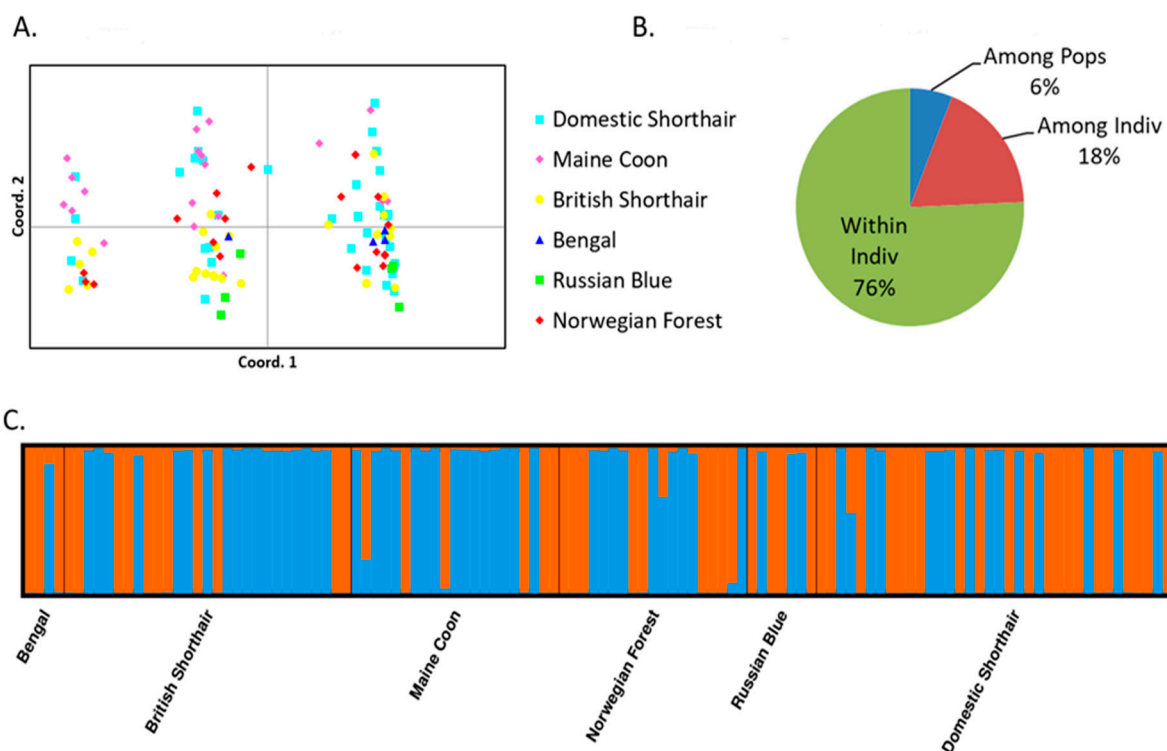 A.
B.
Coord. 2
Coord. 1
Domestic Shorthair
Maine Coon
British Shorthair
Bengal
Russian Blue
Norwegian Forest
Among Pops
6%
Among Indiv
18%
Within
Indiv
76%
C.
Bengal
British Shorthair
Maine Coon
Norwegian Forest
Russian Blue
Domestic Shorthair